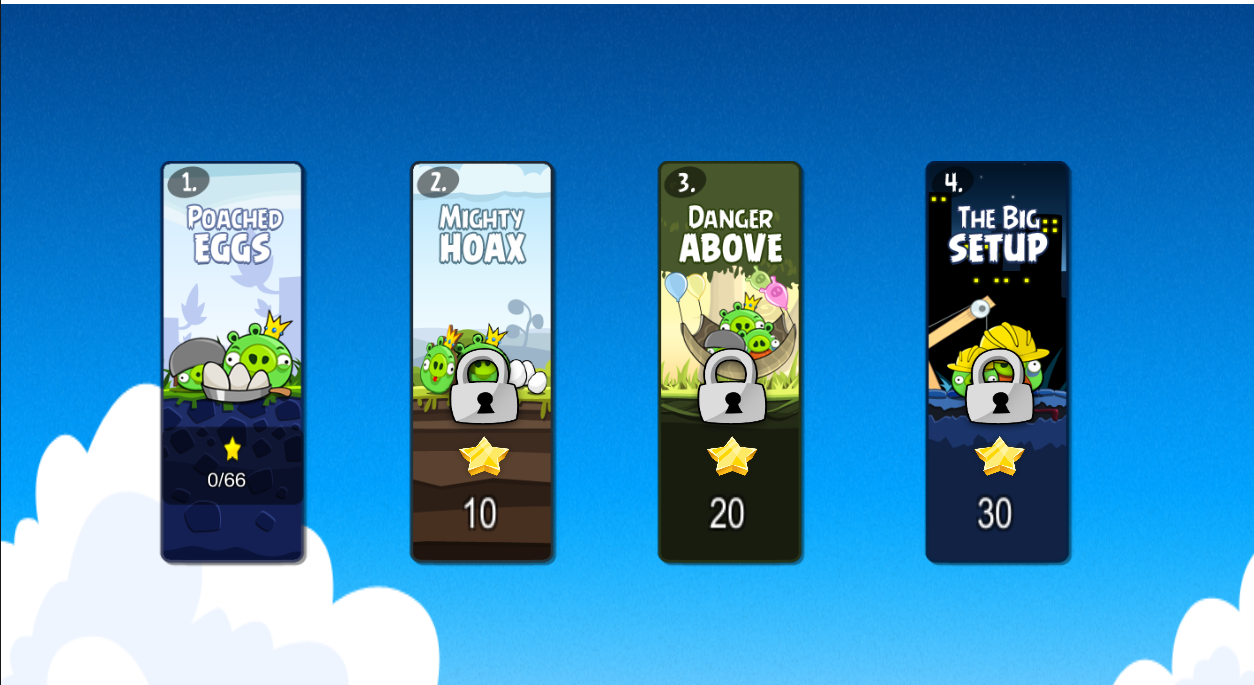 1.
POACHED
EGGS
0/66
2.
MIGHTY
HOAX
10
3.
DANGER
ABOVE
20
4.
THE BIG
SETUP
30